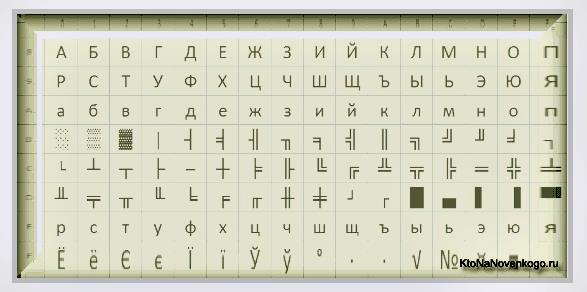 А Б В Г Д Е Ж З И Й К Л М Н О П
Р С Т У Ф Х Ц Ч Ш Щ Ъ Ы Ь Э Ю Я
а б в г д е ж з и й к л м н о п
░ ▒ ▓ │ ┤ ╡ ╢ ╖ ╕ ╣ ║ ╗ ╝ ╜ ╛ ┐
└ ┴ ┬ ├ ─ ┼ ╞ ╟ ╚ ╔ ╩ ╦ ╠ ═ ╬ ╧
╨ ╤ ╥ ╙ ╘ ╒ ╓ ╫ ╪ ┘ ┌ █ ▄ ▌ ▐ ▀
р с т у ф х ц ч ш щ ъ ы ь э ю я
Ё ё Є є Ї ї Ў ў ° ∙ · √ № ¤ ■
KtoNaNovenkogo.ru